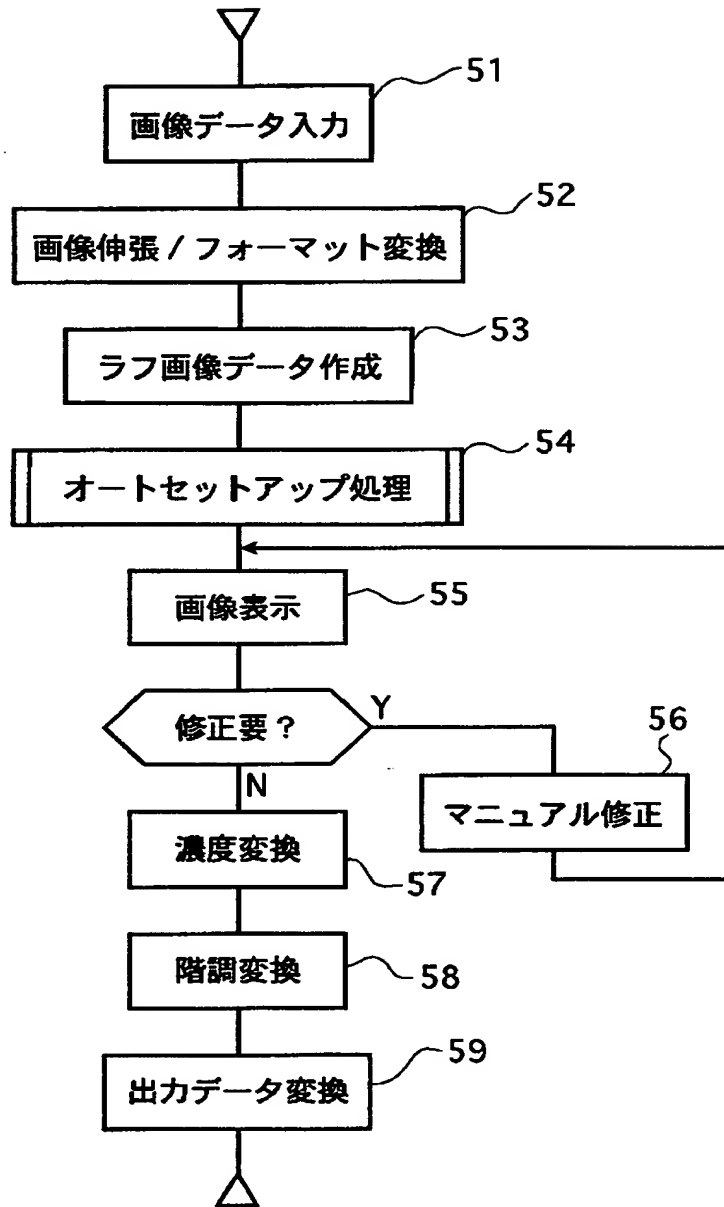 51
画像データ入力
52
画像伸張/フォーマット変換
53
ラフ画像データ作成
54
オートセットアップ処理
55
画像表示
修正要?
Y
N
56
マニュアル修正
濃度変換
57
階調変換
58
59
出力データ変換